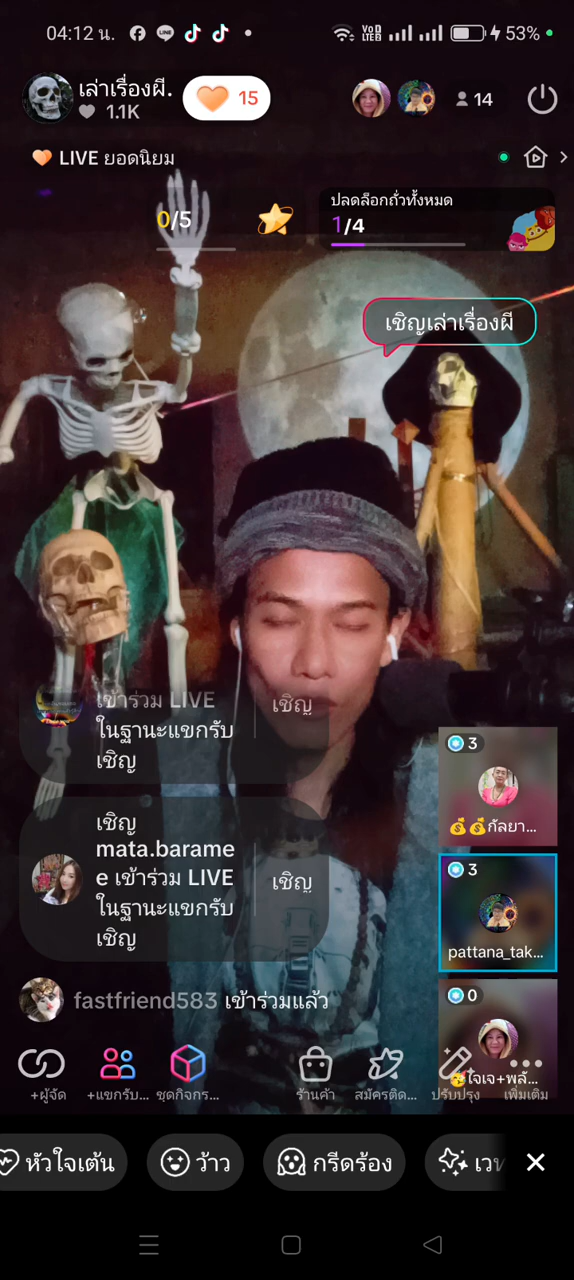 04:12 น.
VoD
LTE2
53%
เล่าเรื่องผี.
1.1K
15
14
LIVE ยอดนิยม
0/5
ปลดล็อกถั่วทั้งหมด
1/4
เชิญเล่าเรื่องผี
เข้าร่วม LIVE
ในฐานะแขกรับ
เชิญ
เชิญ
3
💰💰กัลยา...
เชิญ
mata.barame
e เข้าร่วม LIVE
ในฐานะแขกรับ
เชิญ
เชิญ
3
pattana_tak...
fastfriend583 เข้าร่วมแล้ว
0
🥳ใจเจ+พลั...
+ผู้จัด
+แขกรับ...
ชุดกิจกร...
ร้านค้า
สมัครติด...
ปรับปรุง
เพิ่มเติม
หัวใจเต้น
ว้าว
กรีดร้อง